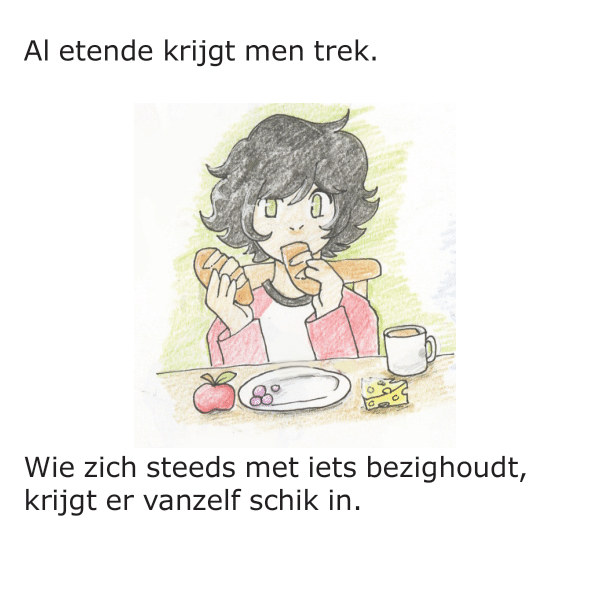 Al etende krijgt men trek.
Wie zich steeds met iets bezighoudt,
krijgt er vanzelf schik in.